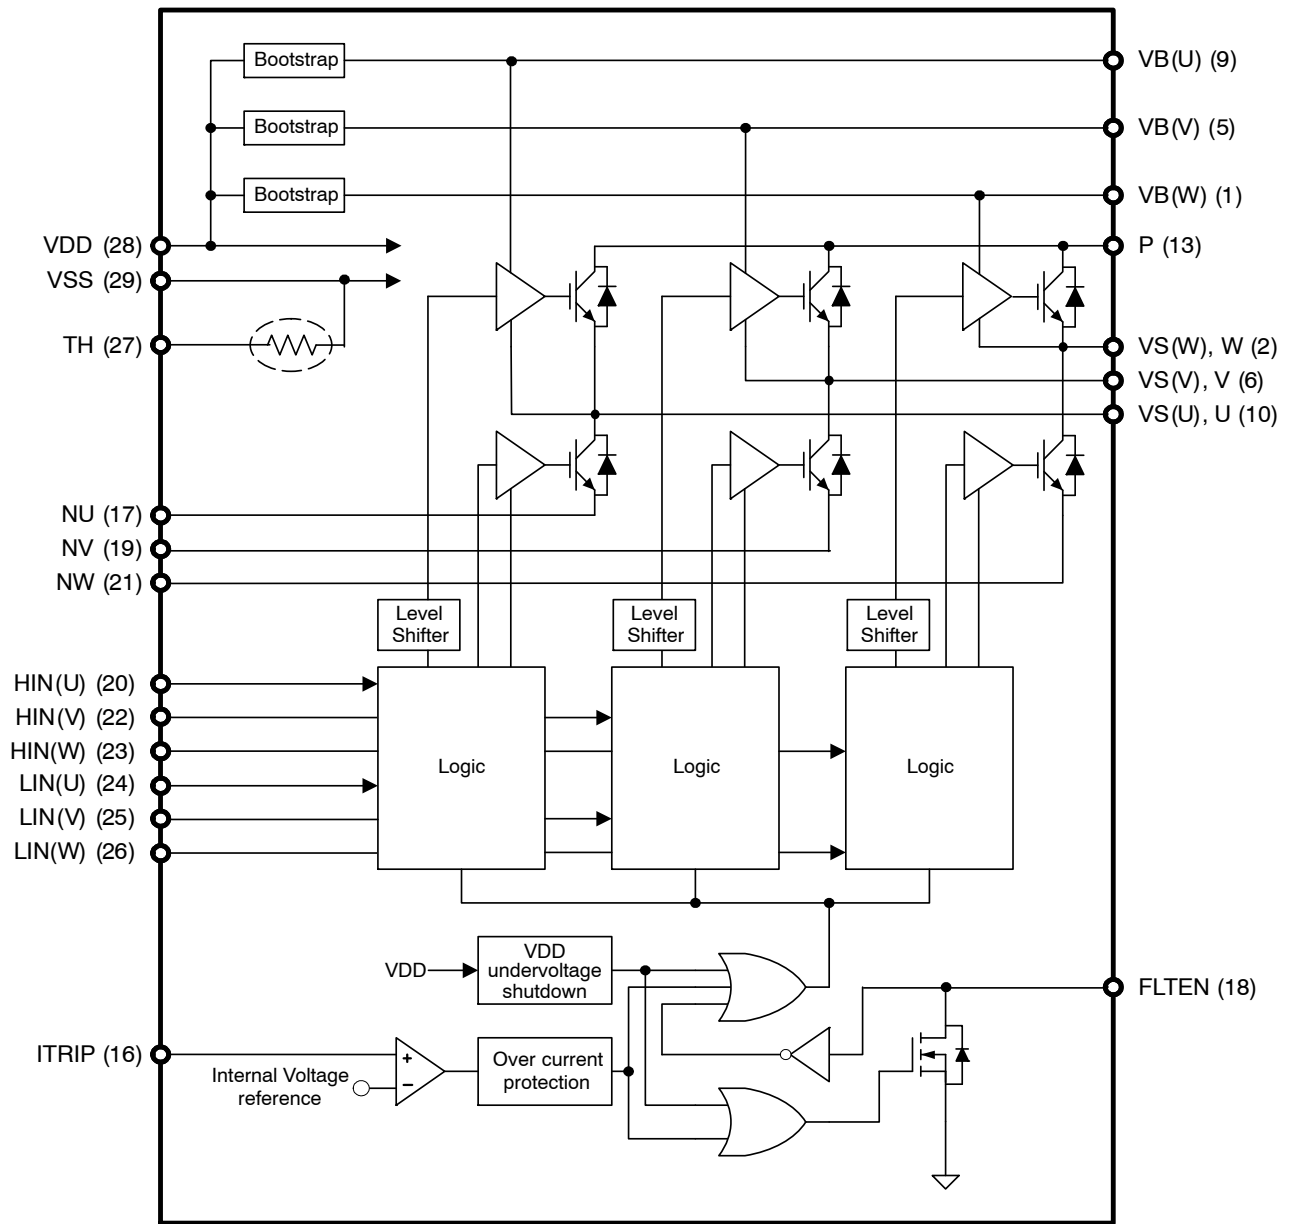 Bootstrap
VB(U) (9)
Bootstrap
VB(V) (5)
Bootstrap
VB(W) (1)
VDD (28)
P (13)
VSS (29)
TH (27)
VS(W), W (2)
VS(V), V (6)
VS(U), U (10)
NU (17)
NV (19)
NW (21)
Level
Shifter
Level
Shifter
Level
Shifter
HIN(U) (20)
HIN(V) (22)
HIN(W) (23)
LIN(U) (24)
LIN(V) (25)
LIN(W) (26)
Logic
Logic
Logic
VDD
VDD
undervoltage
shutdown
FLTEN (18)
ITRIP (16)
+
−
Internal Voltage
reference
Over current
protection